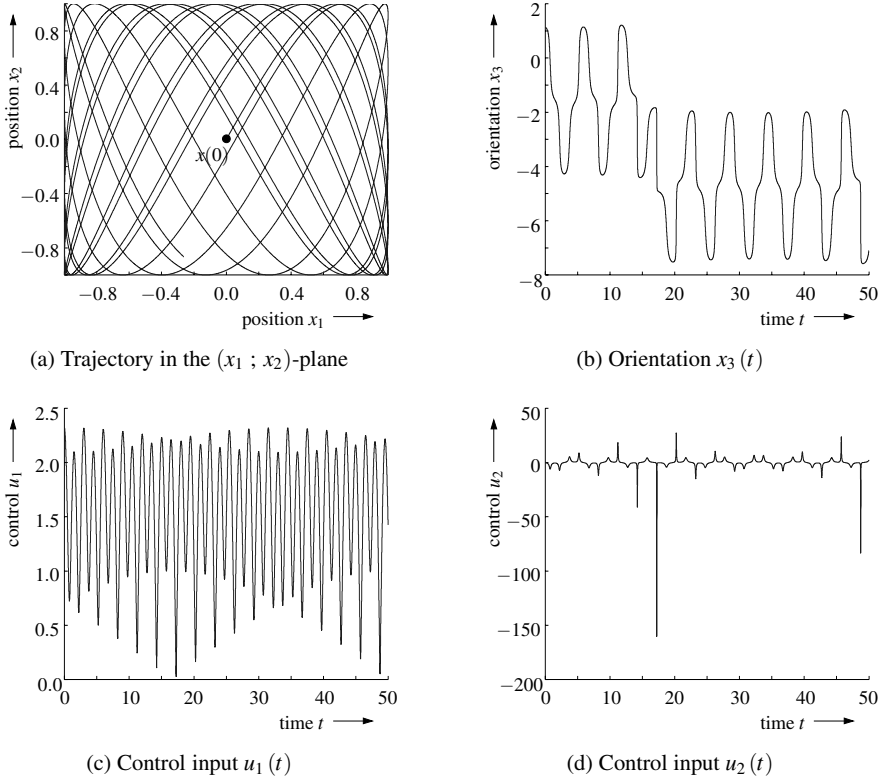 position x₂
0.8
0.4
0.0
−0.4
−0.8
x(0)
−0.8 −0.4 0.0 0.4 0.8
position x₁
(a) Trajectory in the (x₁ ; x₂)-plane
orientation x₃
2
0
−2
−4
−6
−8
0 10 20 30 40 50
time t
(b) Orientation x₃ (t)
control u₁
2.5
2.0
1.5
1.0
0.5
0.0
0 10 20 30 40 50
time t
(c) Control input u₁ (t)
control u₂
50
0
−50
−100
−150
−200
0 10 20 30 40 50
time t
(d) Control input u₂ (t)